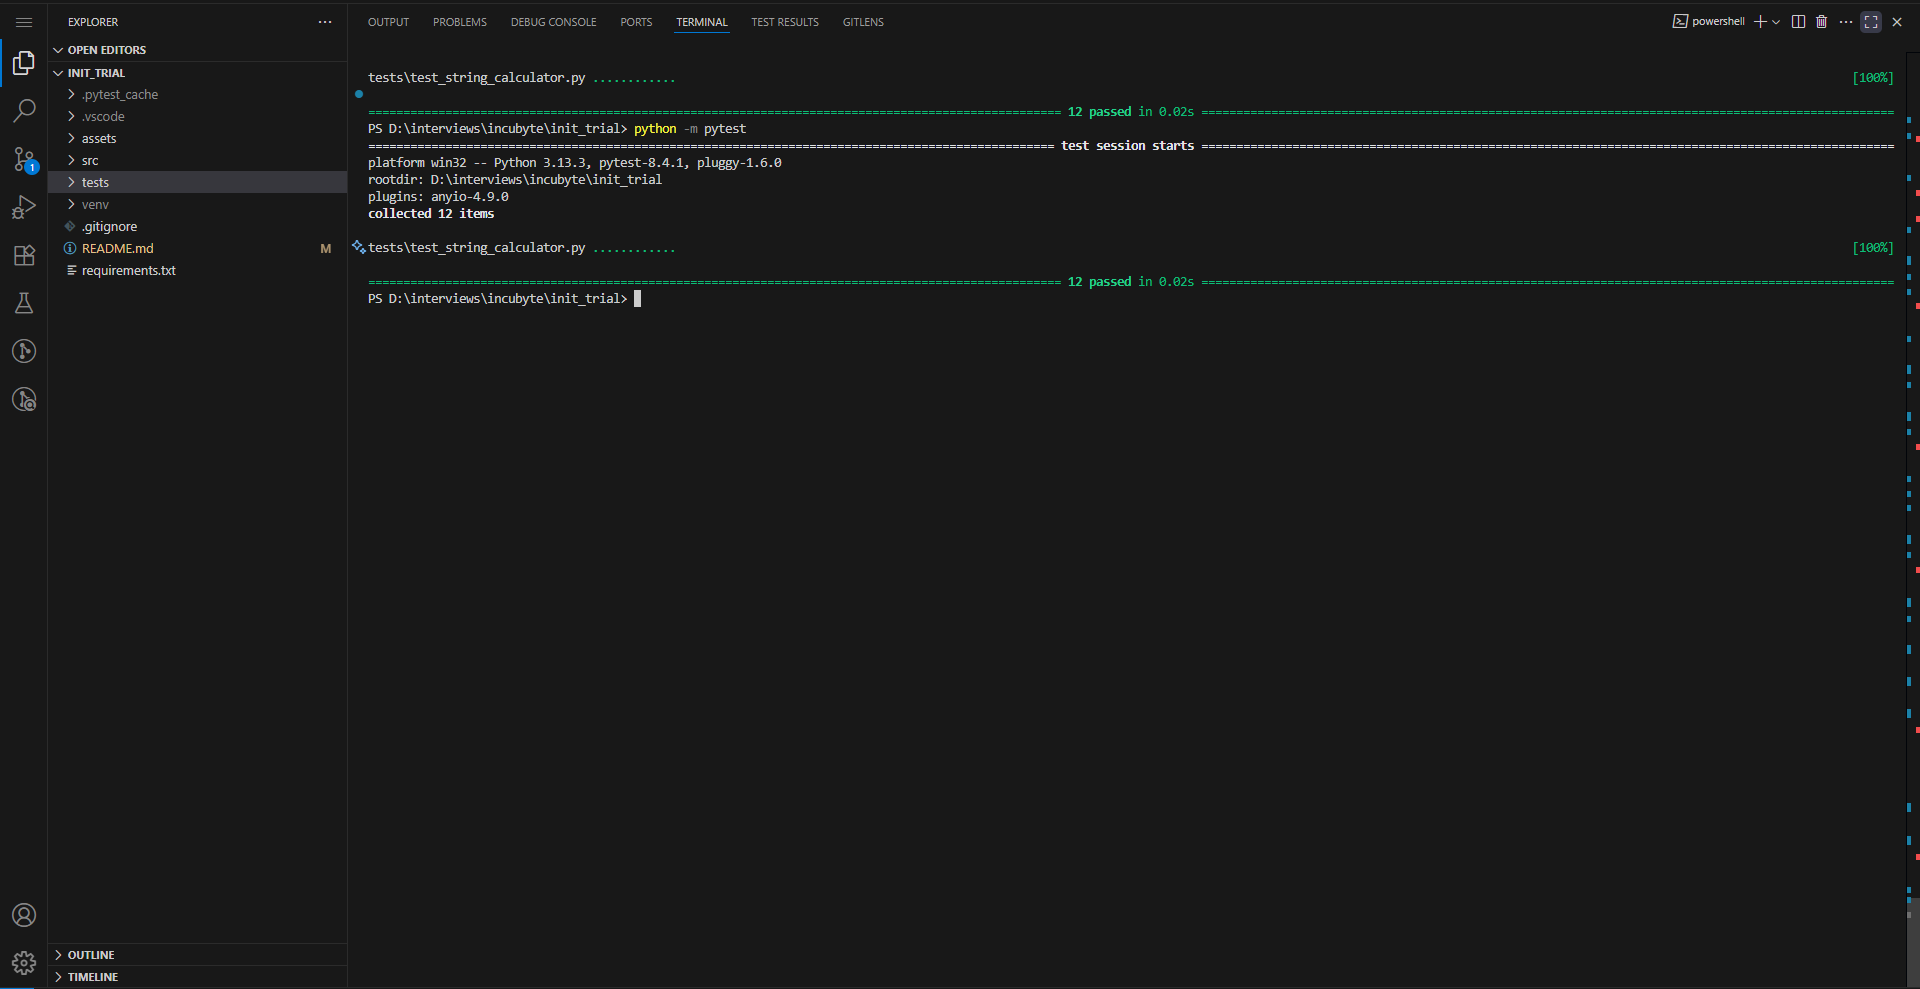 EXPLORER
OPEN EDITORS
INIT_TRIAL
.pytest_cache
.vscode
assets
src
tests
venv
.gitignore
README.md M
requirements.txt
OUTLINE
TIMELINE
1
OUTPUT PROBLEMS DEBUG CONSOLE PORTS TERMINAL TEST RESULTS GITLENS
powershell
tests\test_string_calculator.py ............ [100%]
12 passed in 0.02s
PS D:\interviews\incubyte\init_trial> python -m pytest
test session starts
platform win32 -- Python 3.13.3, pytest-8.4.1, pluggy-1.6.0
rootdir: D:\interviews\incubyte\init_trial
plugins: anyio-4.9.0
collected 12 items
tests\test_string_calculator.py ............ [100%]
12 passed in 0.02s
PS D:\interviews\incubyte\init_trial>